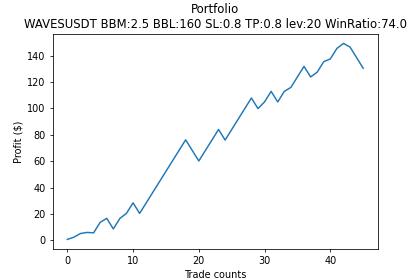 Portfolio
WAVESUSDT BBM:2.5 BBL:160 SL:0.8 TP:0.8 lev:20 WinRatio:74.0
140
120
100
80
60
40
20
0
Profit ($)
0 10 20 30 40
Trade counts